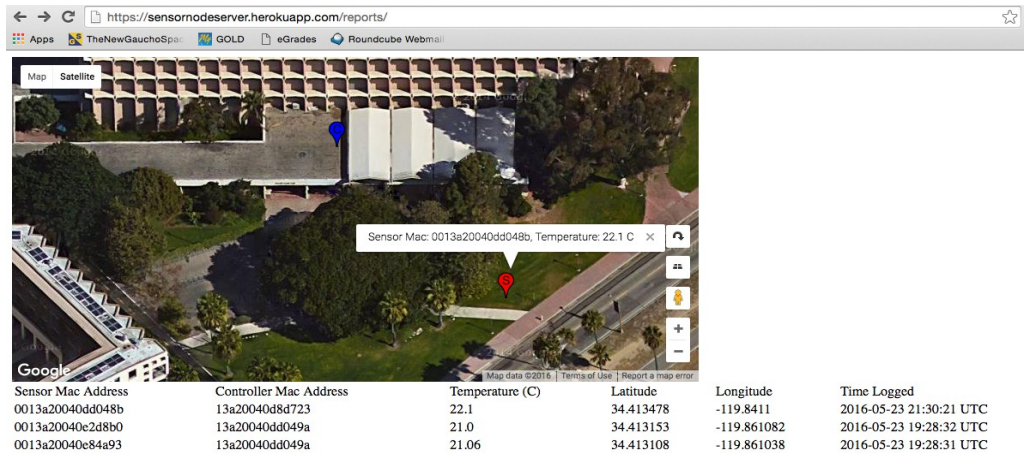 https://sensornodeserver.herokuapp.com/reports/
Apps TheNewGauchoSpac GOLD eGrades Roundcube Webmail
Map Satellite
Sensor Mac: 0013a20040dd048b, Temperature: 22.1 C
S
Google
Map data ©2016 Terms of Use Report a map error
Sensor Mac Address Controller Mac Address Temperature (C) Latitude Longitude Time Logged
0013a20040dd048b 13a20040d8d723 22.1 34.413478 -119.8411 2016-05-23 21:30:21 UTC
0013a20040e2d8b0 13a20040dd049a 21.0 34.413153 -119.861082 2016-05-23 19:28:32 UTC
0013a20040e84a93 13a20040dd049a 21.06 34.413108 -119.861038 2016-05-23 19:28:31 UTC